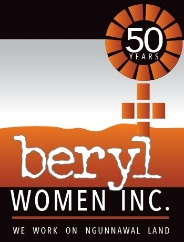 50
YEARS
beryl
WOMEN INC.
WE WORK ON NGUNNAWAL LAND